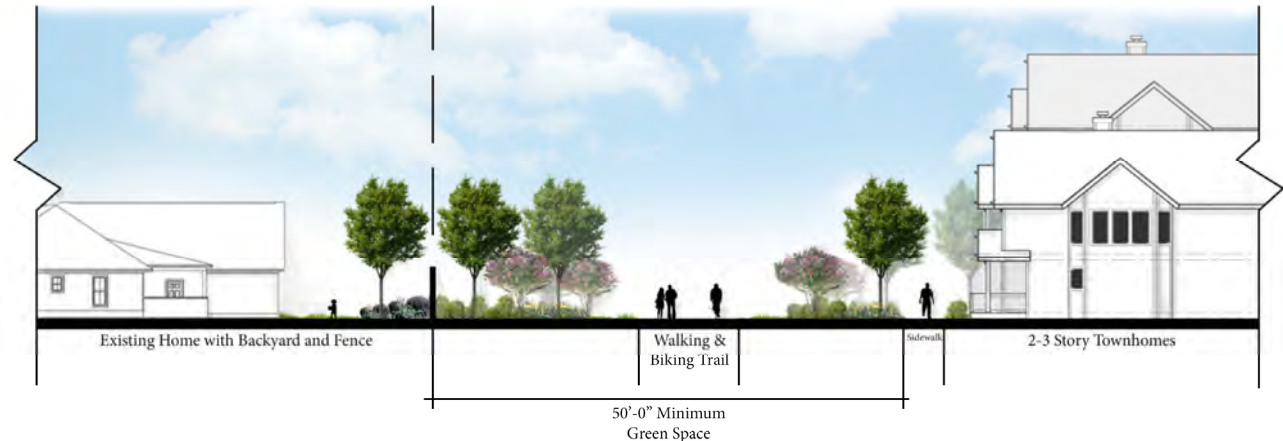 Existing Home with Backyard and Fence
Walking &
Biking Trail
Sidewalk
2-3 Story Townhomes
50’-0” Minimum
Green Space